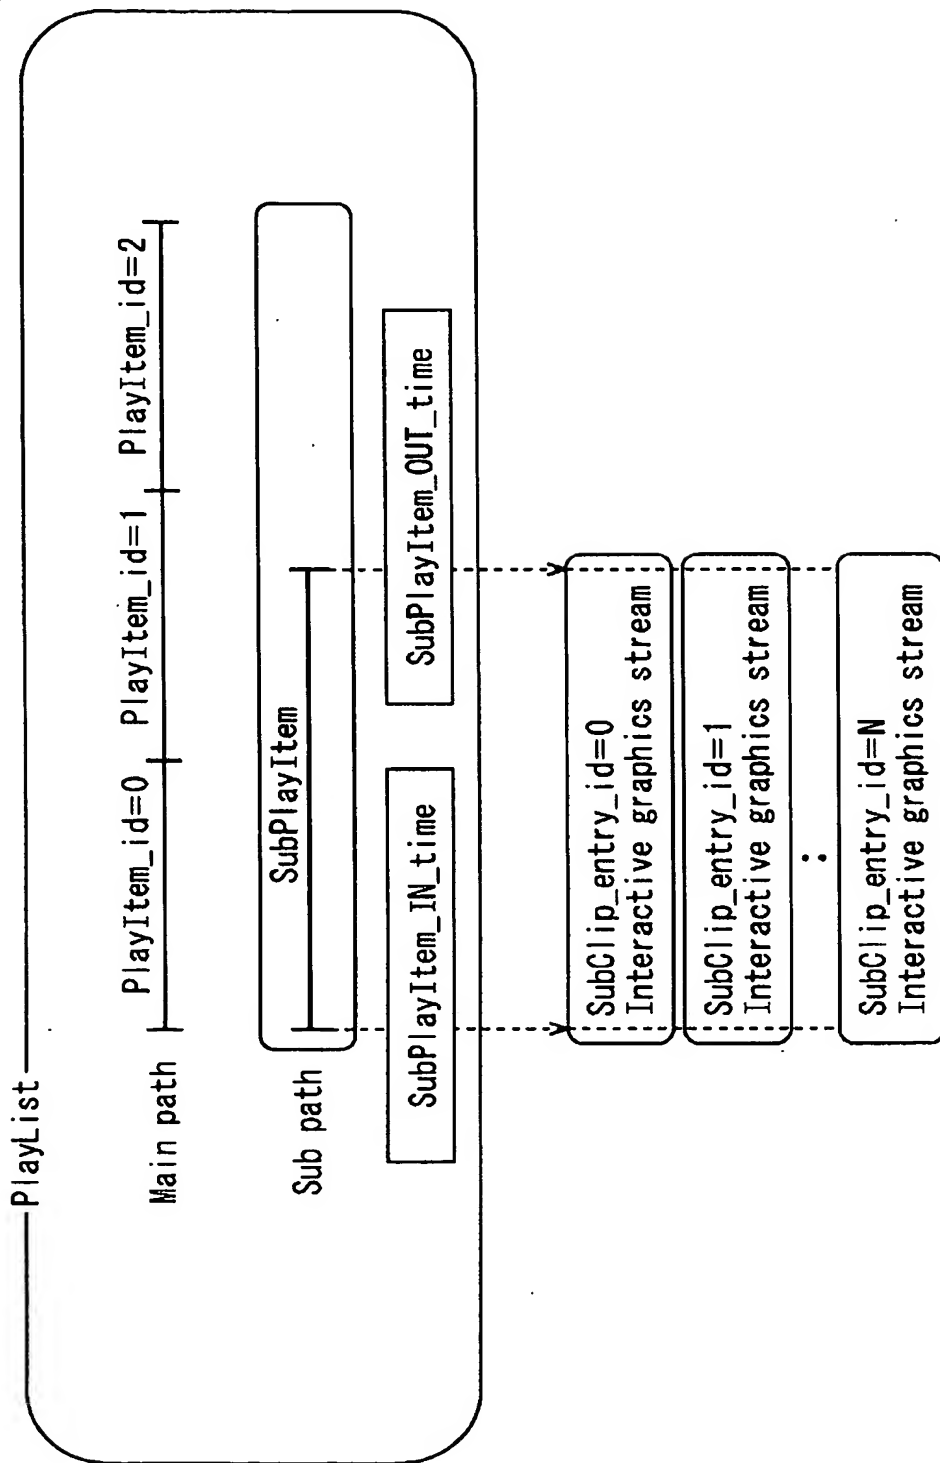 PlayList
Main path
PlayItem_id=0 PlayItem_id=1 PlayItem_id=2
Sub path
SubPlayItem
SubPlayItem_IN_time
SubPlayItem_OUT_time
SubClip_entry_id=0
Interactive graphics stream
SubClip_entry_id=1
Interactive graphics stream
:
SubClip_entry_id=N
Interactive graphics stream